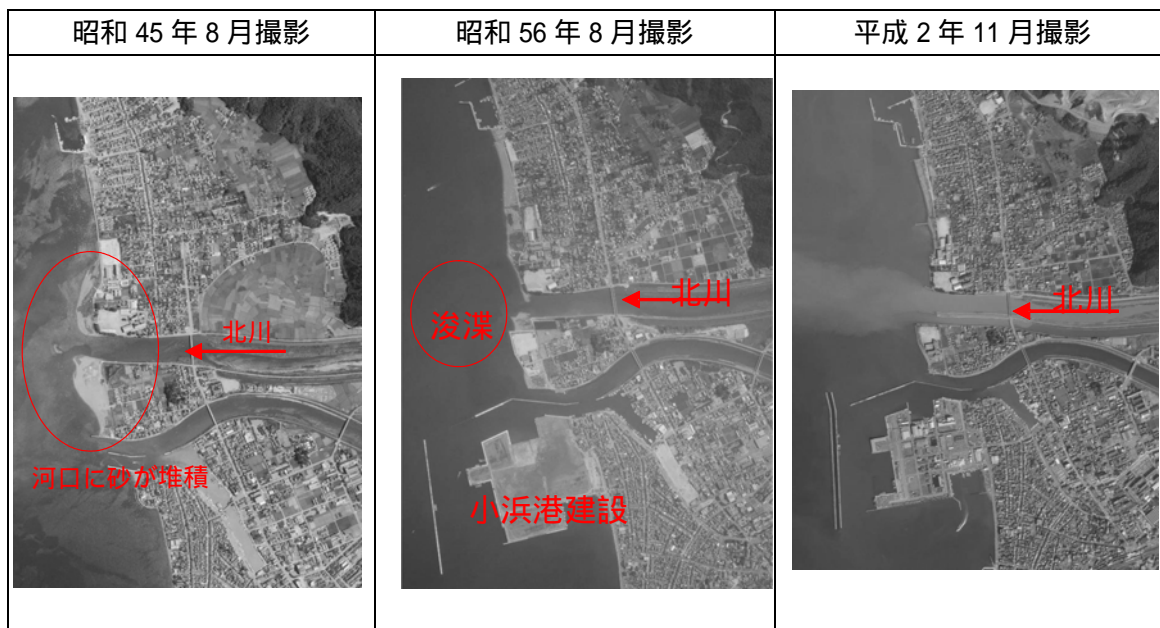 昭和 45 年 8 月撮影
昭和 56 年 8 月撮影
平成 2 年 11 月撮影
北川
河口に砂が堆積
北川
浚渫
小浜港建設
北川